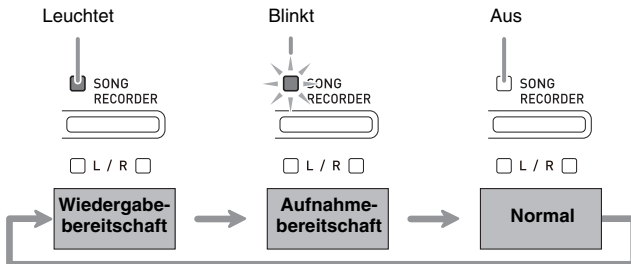 Leuchtet
Blinkt
Aus
SONG
RECORDER
SONG
RECORDER
SONG
RECORDER
L / R
L / R
L / R
Wiedergabe-
bereitschaft
Aufnahme-
bereitschaft
Normal